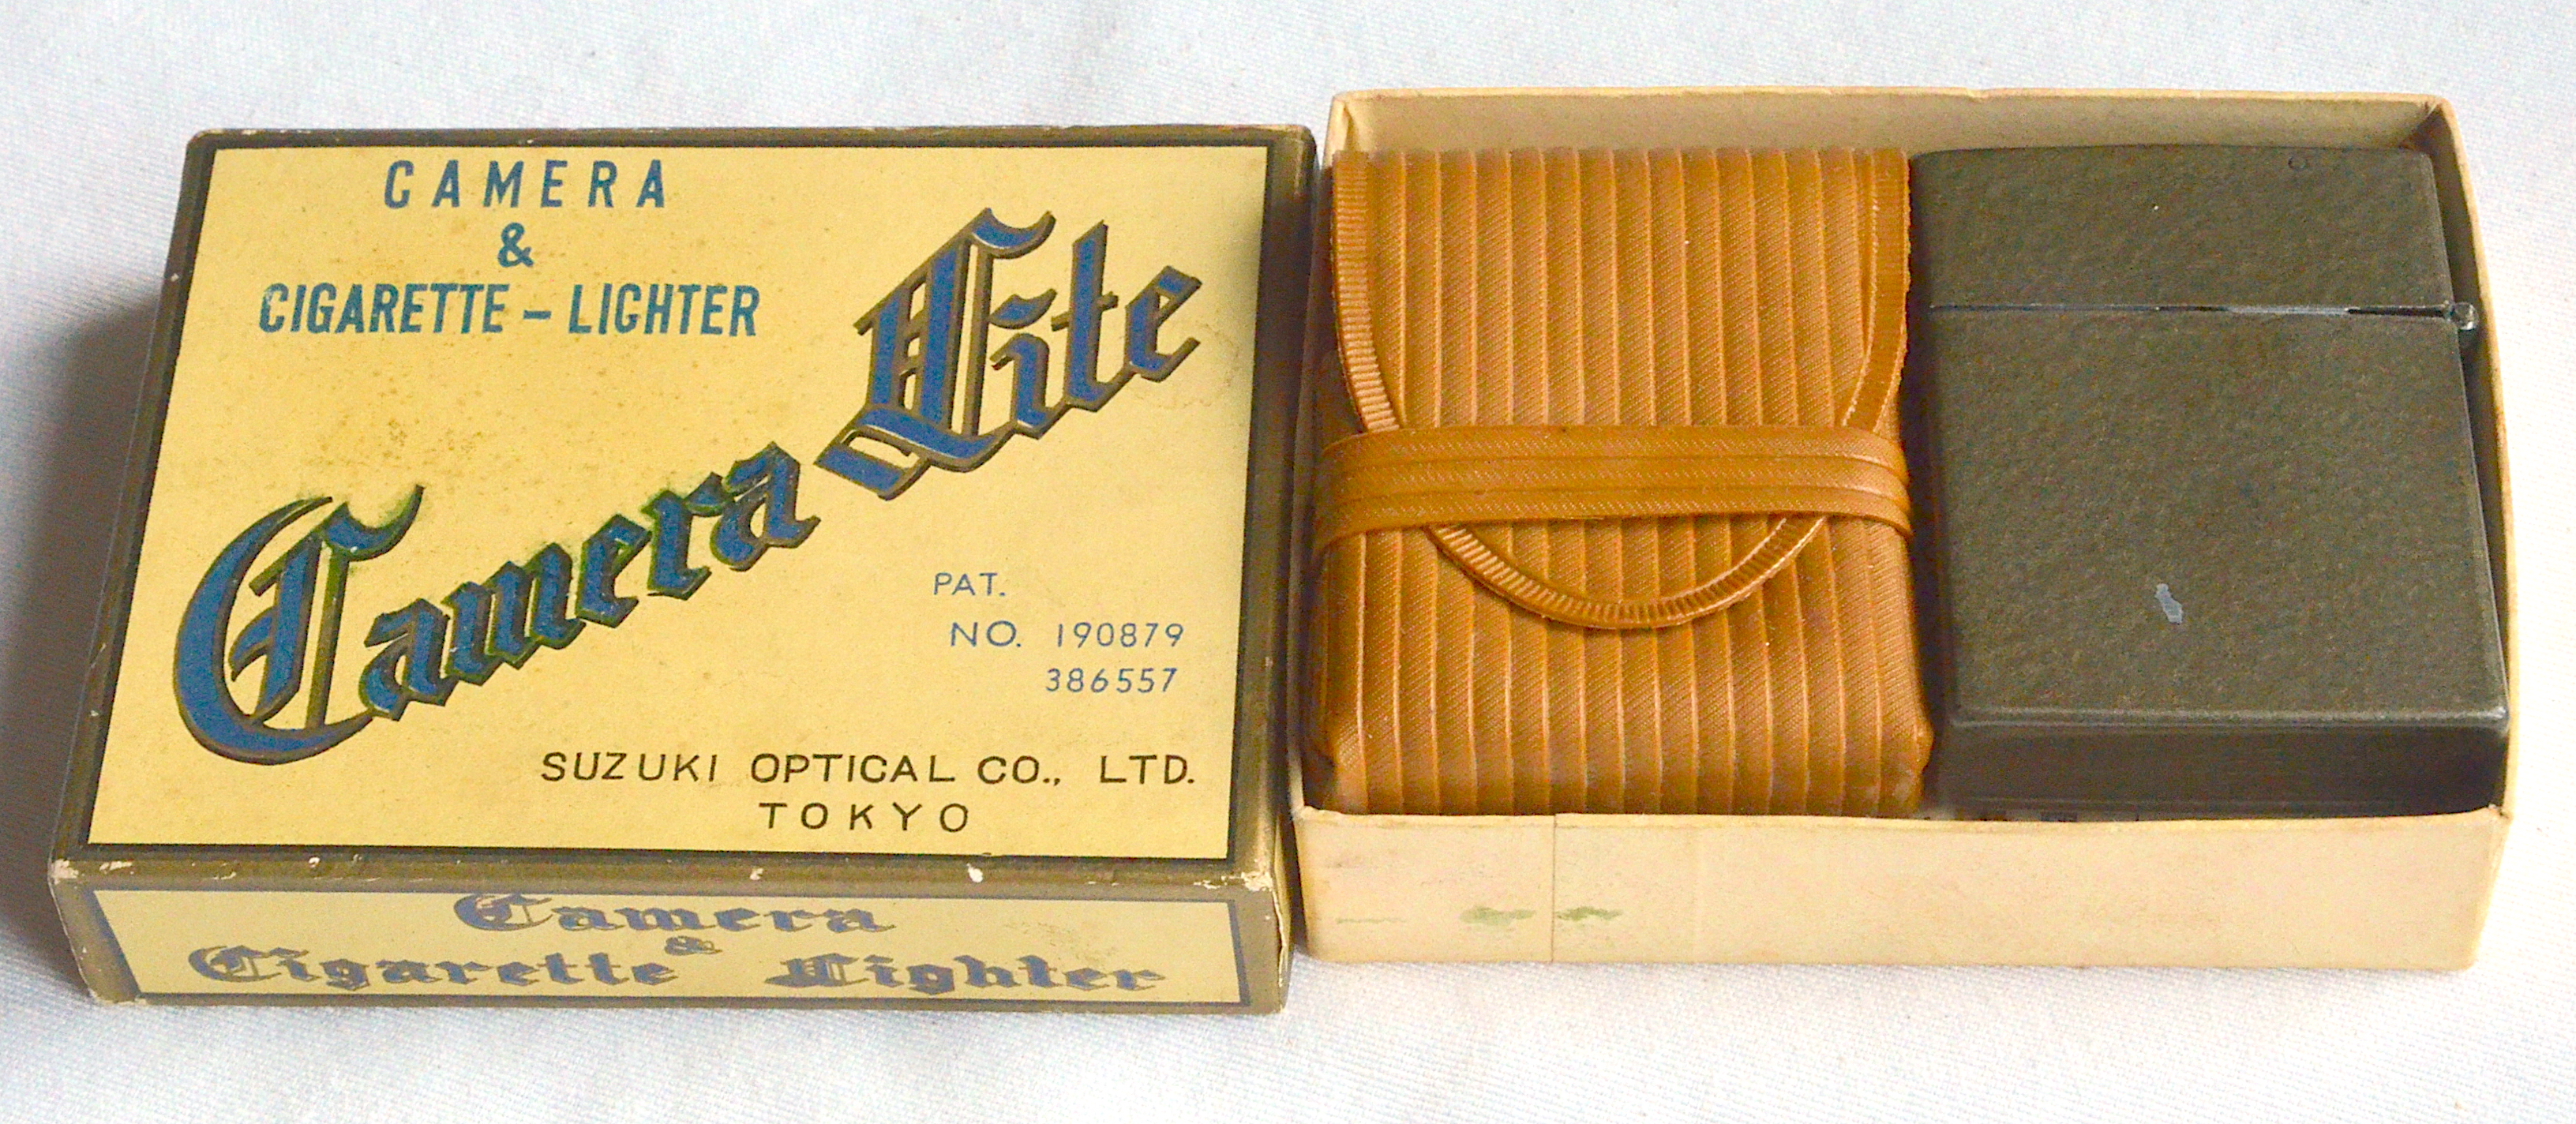 CAMERA
&
CIGARETTE – LIGHTER
Camera Lite
PAT.
NO. 190879
386557
SUZUKI OPTICAL CO., LTD.
TOKYO
Camera
&
Cigarette Lighter